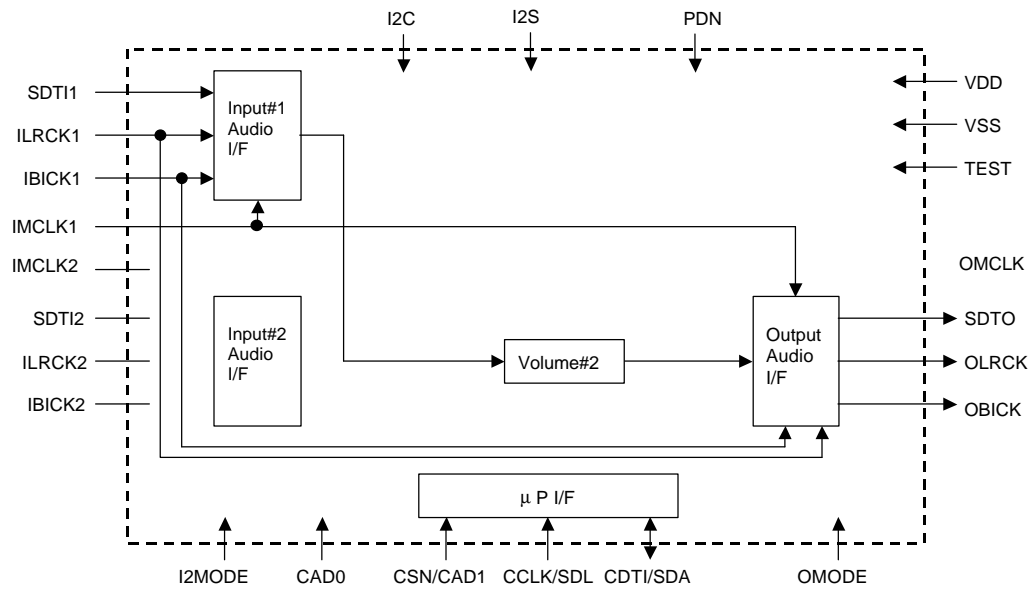 I2C
I2S
PDN
SDTI1
ILRCK1
IBICK1
IMCLK1
IMCLK2
SDTI2
ILRCK2
IBICK2
Input#1
Audio
I/F
Input#2
Audio
I/F
Volume#2
Output
Audio
I/F
VDD
VSS
TEST
OMCLK
SDTO
OLRCK
OBICK
μ P I/F
I2MODE
CAD0
CSN/CAD1
CCLK/SDL
CDTI/SDA
OMODE